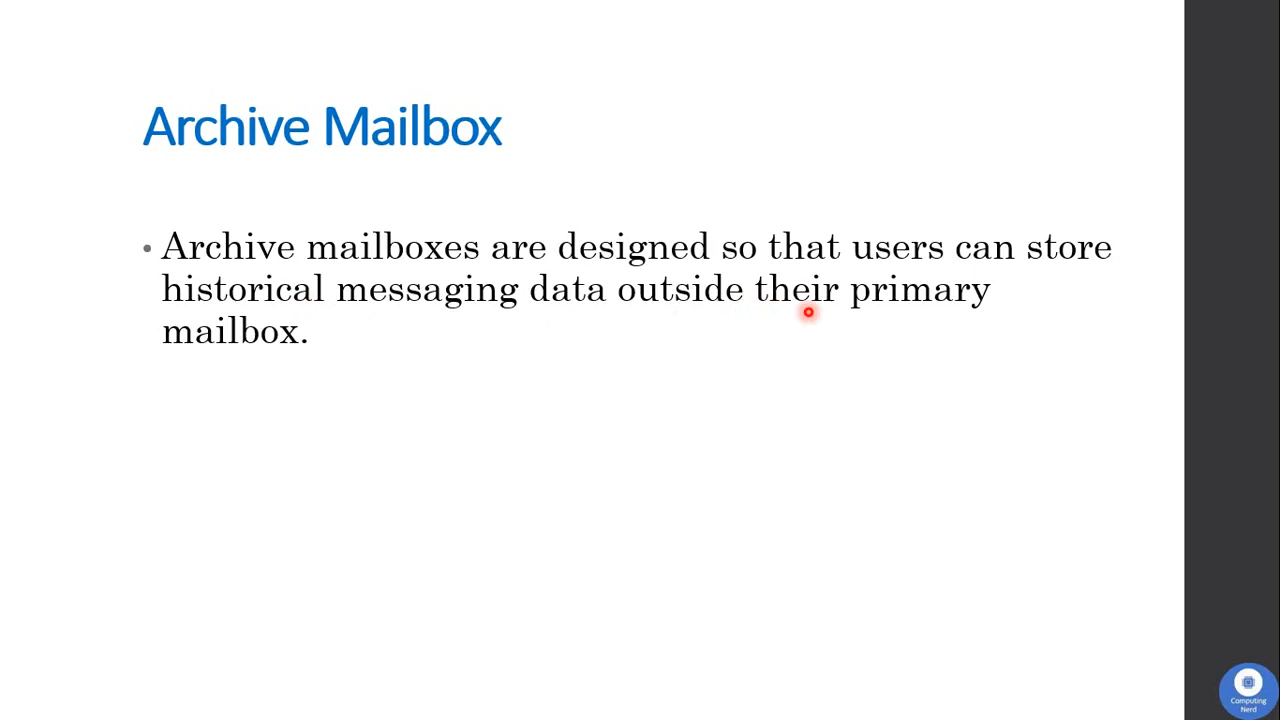 Archive Mailbox
• Archive mailboxes are designed so that users can store
historical messaging data outside their primary
mailbox.
Computing
Nerd